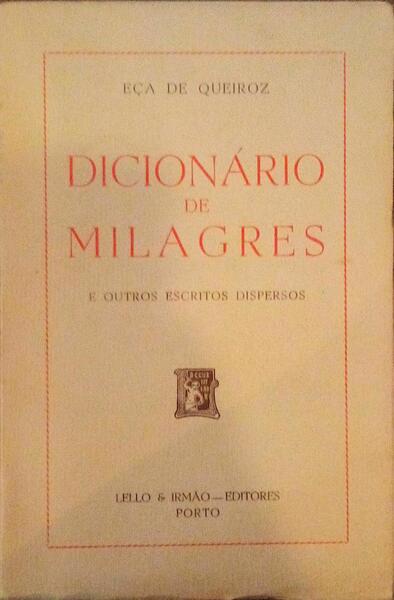 EÇA DE QUEIROZ
DICIONÁRIO
DE
MILAGRES
E OUTROS ESCRITOS DISPERSOS
LELLO & IRMÃO—EDITORES
PORTO